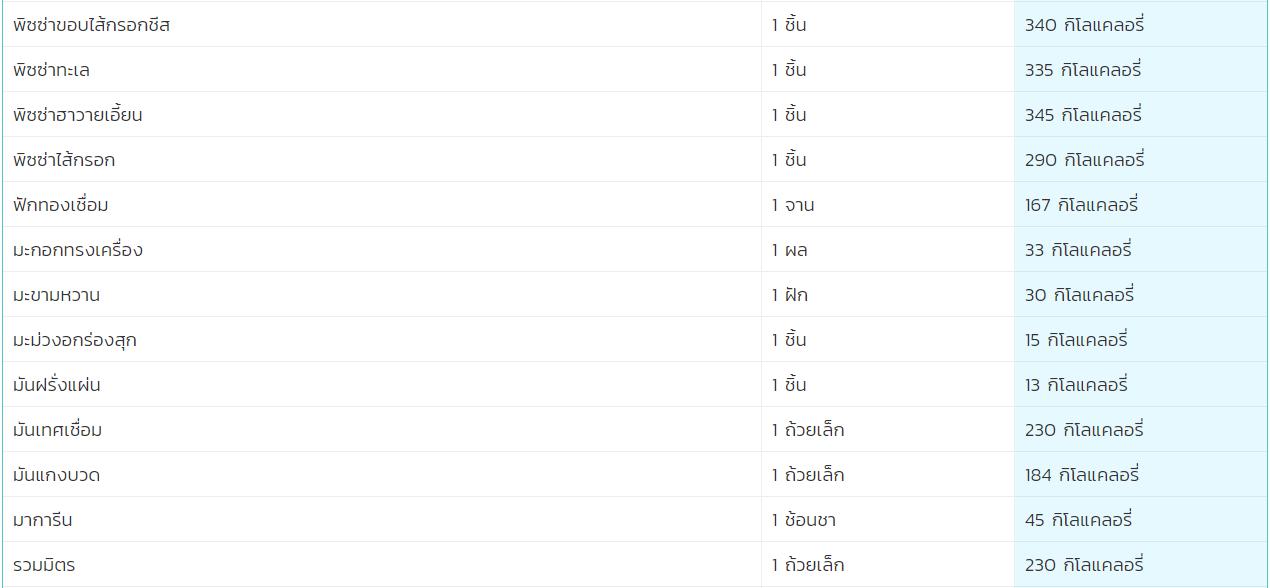 พิซซ่าขอบไส้กรอกชีส 1 ชิ้น 340 กิโลแคลอรี่
พิซซ่าทะเล 1 ชิ้น 335 กิโลแคลอรี่
พิซซ่าฮาวายเอี้ยน 1 ชิ้น 345 กิโลแคลอรี่
พิซซ่าไส้กรอก 1 ชิ้น 290 กิโลแคลอรี่
ฟักทองเชื่อม 1 จาน 167 กิโลแคลอรี่
มะกอกทรงเครื่อง 1 ผล 33 กิโลแคลอรี่
มะขามหวาน 1 ฝัก 30 กิโลแคลอรี่
มะม่วงอกร่องสุก 1 ชิ้น 15 กิโลแคลอรี่
มันฝรั่งแผ่น 1 ชิ้น 13 กิโลแคลอรี่
มันเทศเชื่อม 1 ถ้วยเล็ก 230 กิโลแคลอรี่
มันแกงบวด 1 ถ้วยเล็ก 184 กิโลแคลอรี่
มาการีน 1 ช้อนชา 45 กิโลแคลอรี่
รวมมิตร 1 ถ้วยเล็ก 230 กิโลแคลอรี่